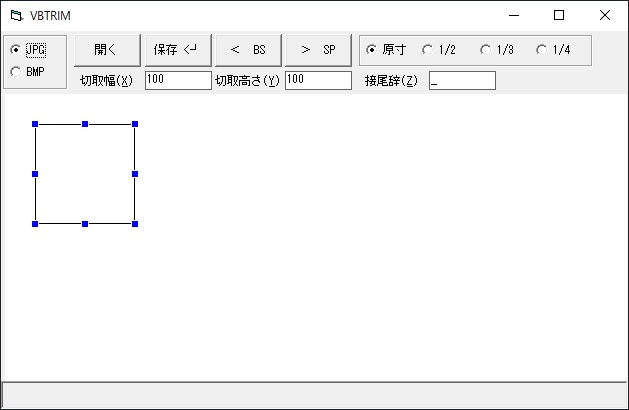 VBTRIM
JPG 開く 保存 <┘ < BS > SP 原寸 1/2 1/3 1/4
BMP 切取幅(X) 100 切取高さ(Y) 100 接尾辞(Z) _